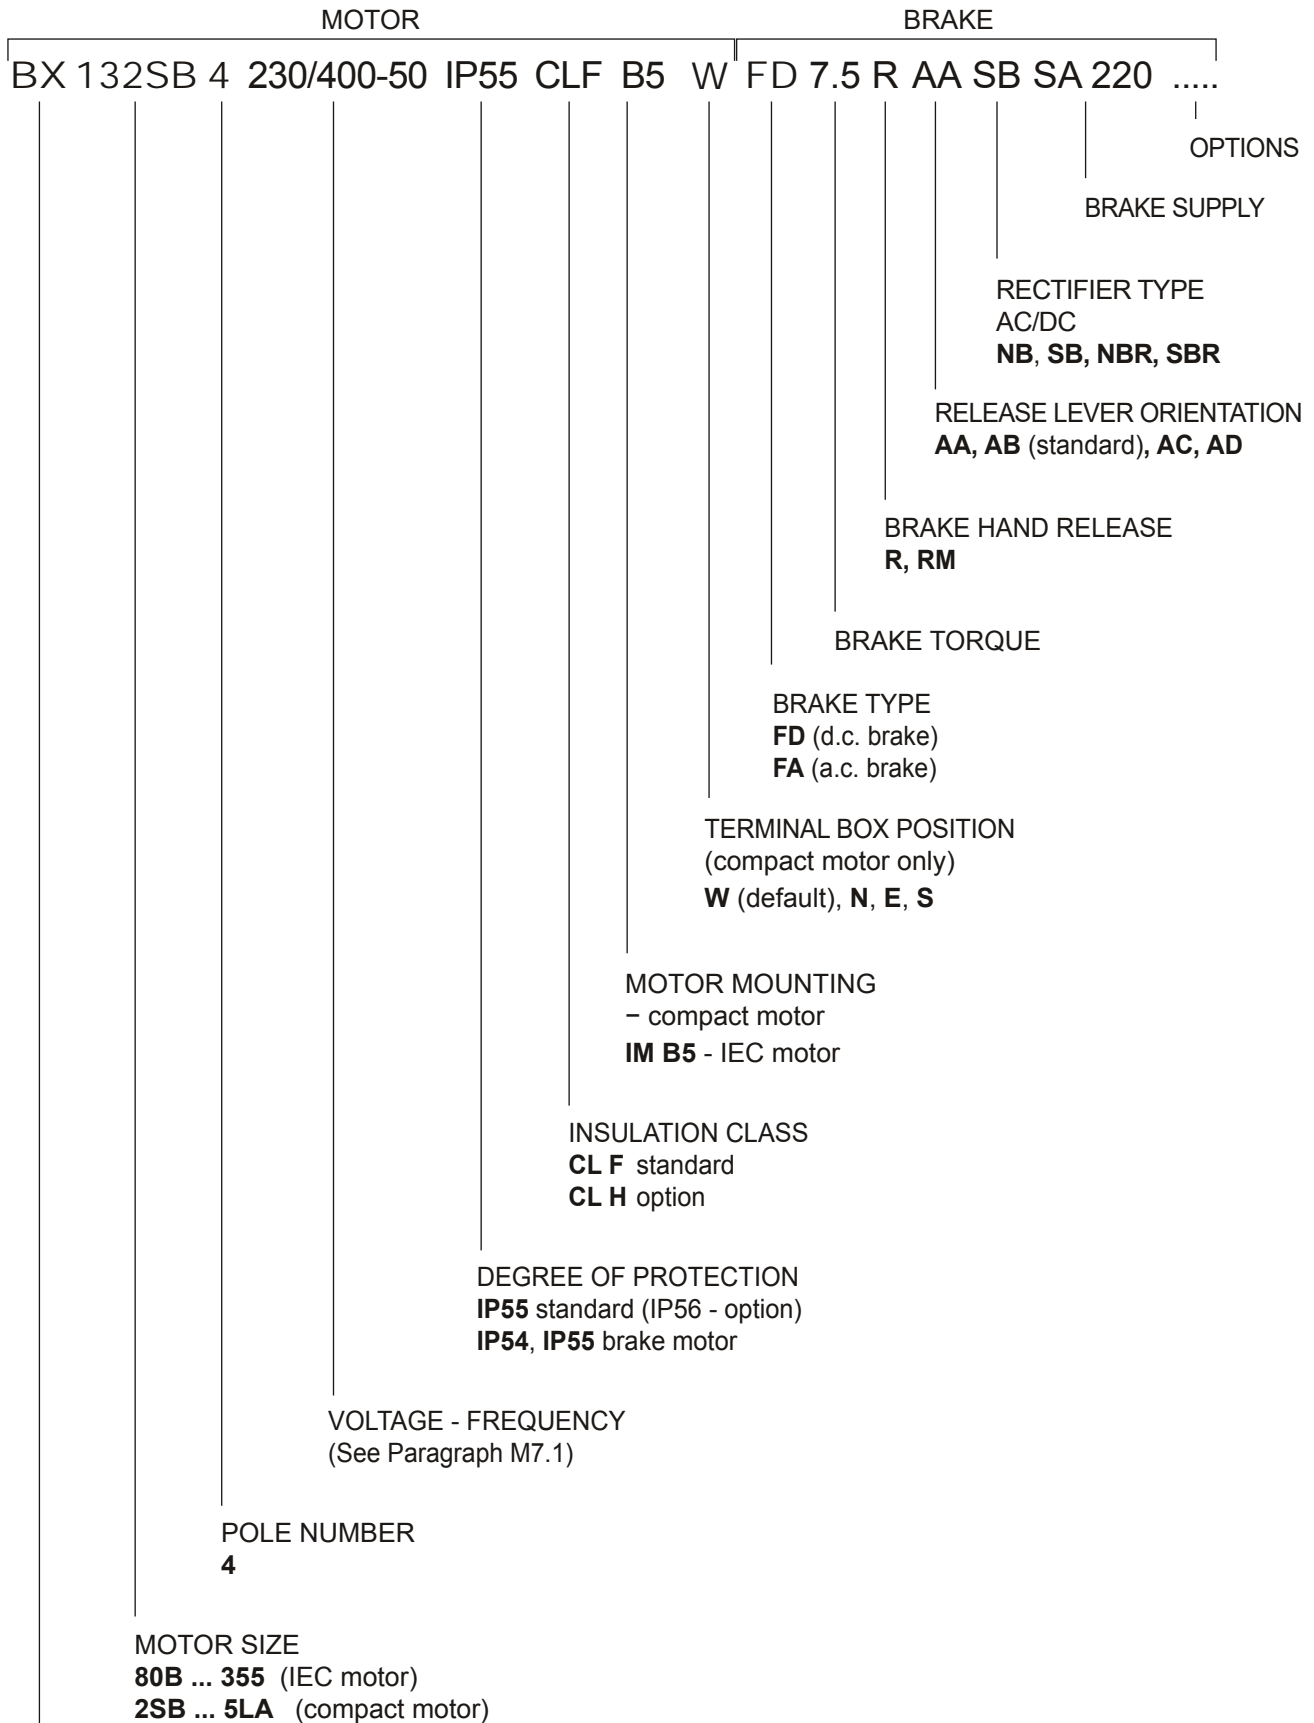 MOTOR BRAKE
BX 132SB 4 230/400-50 IP55 CLF B5 W FD 7.5 R AA SB SA 220 .....
OPTIONS
BRAKE SUPPLY
RECTIFIER TYPE
AC/DC
NB, SB, NBR, SBR
RELEASE LEVER ORIENTATION
AA, AB (standard), AC, AD
BRAKE HAND RELEASE
R, RM
BRAKE TORQUE
BRAKE TYPE
FD (d.c. brake)
FA (a.c. brake)
TERMINAL BOX POSITION
(compact motor only)
W (default), N, E, S
MOTOR MOUNTING
− compact motor
IM B5 - IEC motor
INSULATION CLASS
CL F standard
CL H option
DEGREE OF PROTECTION
IP55 standard (IP56 - option)
IP54, IP55 brake motor
VOLTAGE - FREQUENCY
(See Paragraph M7.1)
POLE NUMBER
4
MOTOR SIZE
80B ... 355 (IEC motor)
2SB ... 5LA (compact motor)